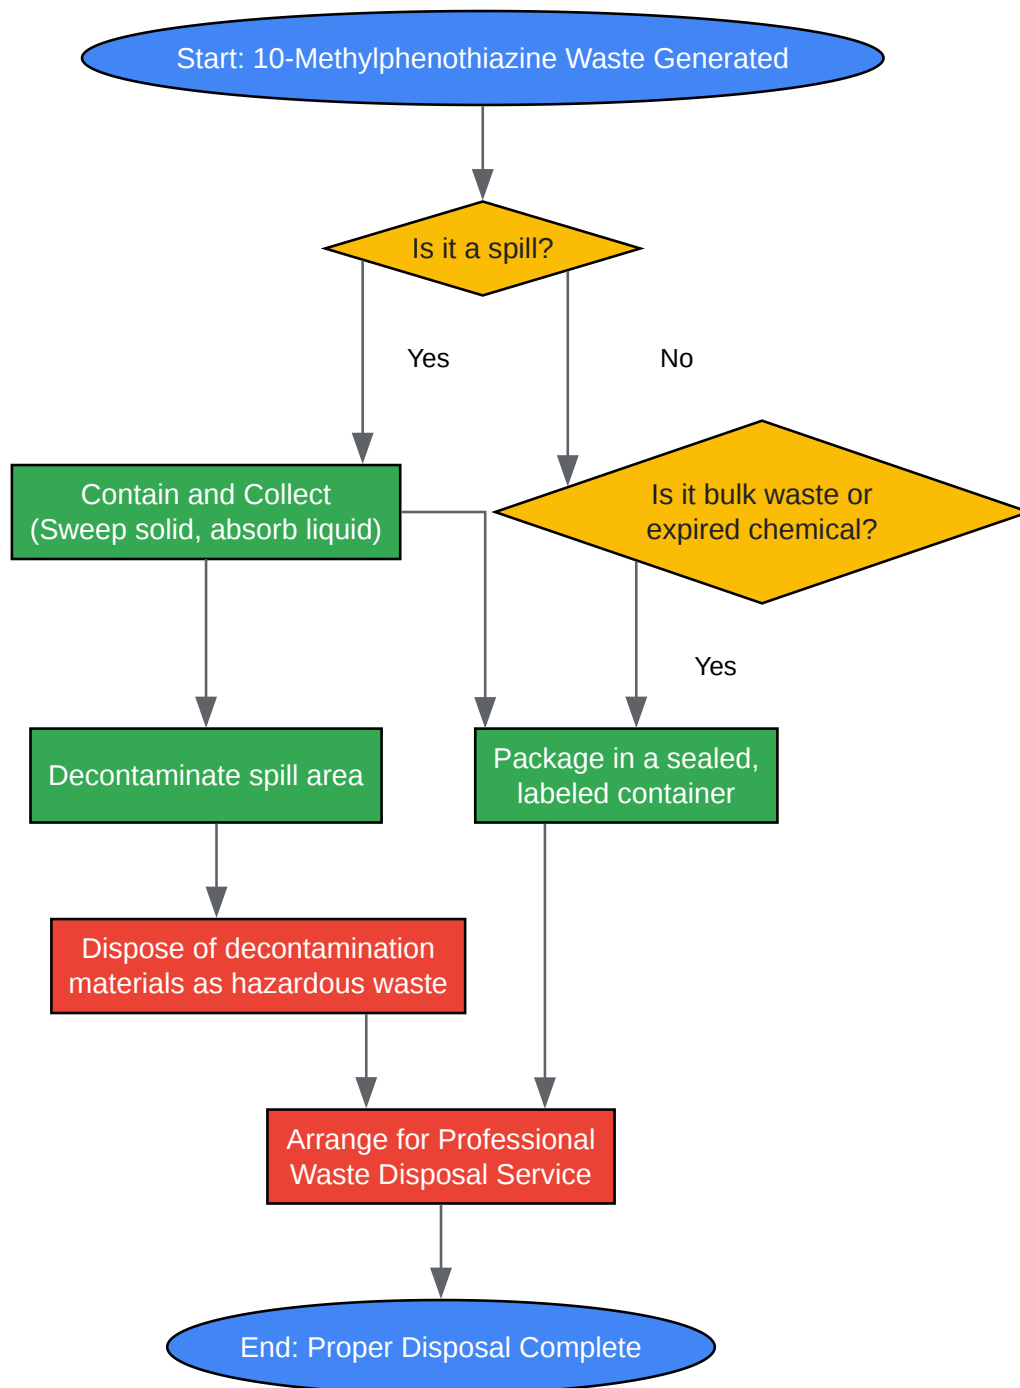 Start: 10-Methylphenothiazine Waste Generated
Is it a spill?
Yes
No
Contain and Collect
(Sweep solid, absorb liquid)
Is it bulk waste or
expired chemical?
Yes
Decontaminate spill area
Package in a sealed,
labeled container
Dispose of decontamination
materials as hazardous waste
Arrange for Professional
Waste Disposal Service
End: Proper Disposal Complete